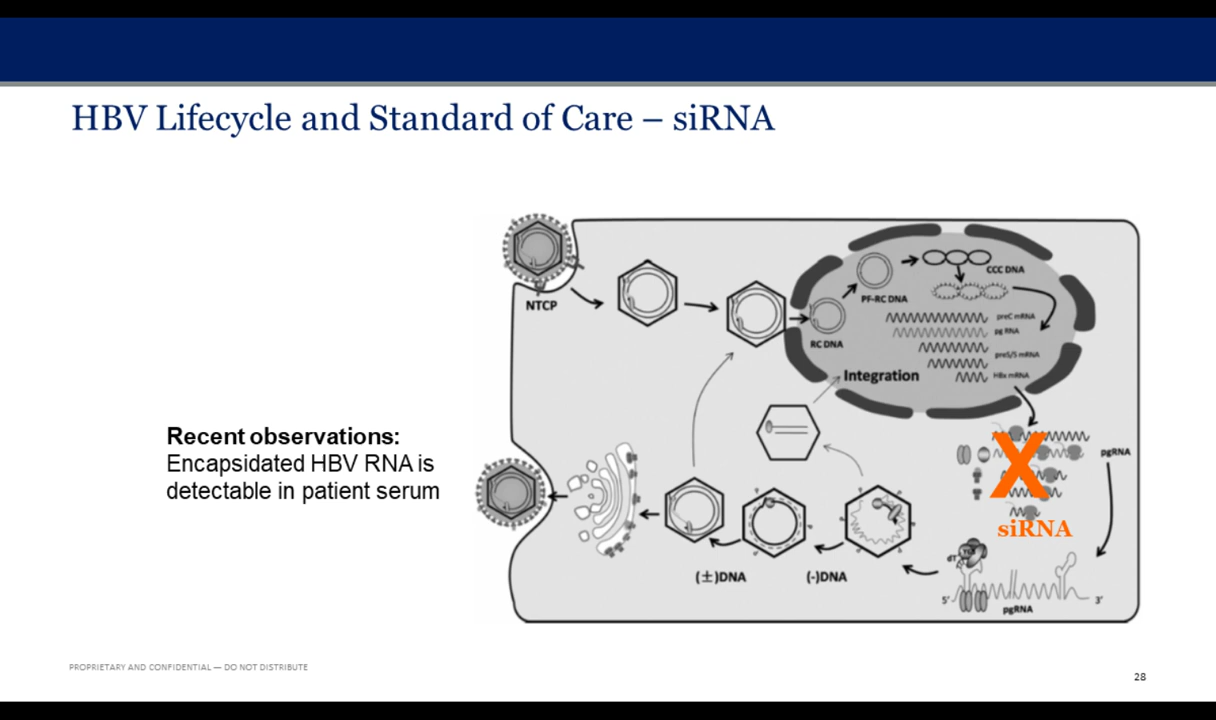 HBV Lifecycle and Standard of Care – siRNA
NTCP
CCC DNA
PF-RC DNA
RC DNA
preC mRNA
pg RNA
preS/S mRNA
HBx mRNA
Integration
Recent observations:
Encapsidated HBV RNA is
detectable in patient serum
X
pgRNA
siRNA
(±)DNA
(-)DNA
5'
pgRNA
3'
PROPRIETARY AND CONFIDENTIAL — DO NOT DISTRIBUTE
28